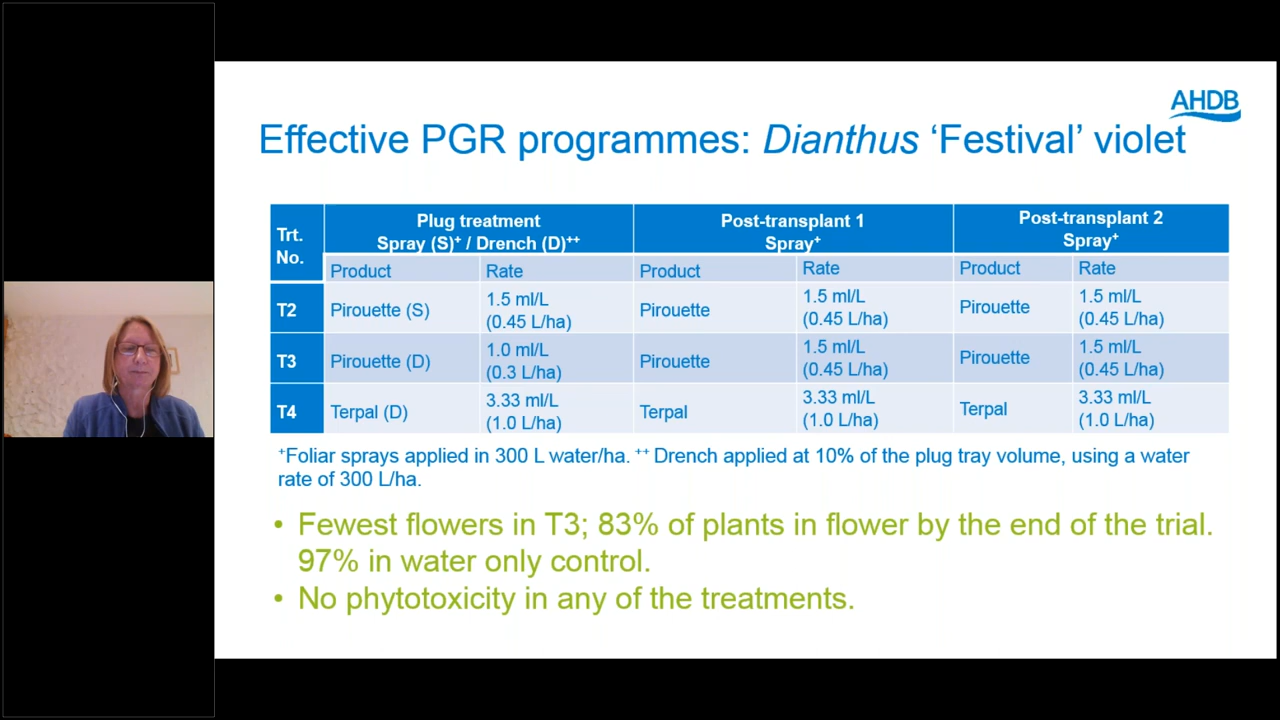 AHDB
Effective PGR programmes: Dianthus ‘Festival’ violet
Trt. No.
Plug treatment
Spray (S)+ / Drench (D)++
Post-transplant 1
Spray+
Post-transplant 2
Spray+
Product Rate Product Rate Product Rate
T2 Pirouette (S) 1.5 ml/L (0.45 L/ha) Pirouette 1.5 ml/L (0.45 L/ha) Pirouette 1.5 ml/L (0.45 L/ha)
T3 Pirouette (D) 1.0 ml/L (0.3 L/ha) Pirouette 1.5 ml/L (0.45 L/ha) Pirouette 1.5 ml/L (0.45 L/ha)
T4 Terpal (D) 3.33 ml/L (1.0 L/ha) Terpal 3.33 ml/L (1.0 L/ha) Terpal 3.33 ml/L (1.0 L/ha)
+Foliar sprays applied in 300 L water/ha. ++ Drench applied at 10% of the plug tray volume, using a water
rate of 300 L/ha.
• Fewest flowers in T3; 83% of plants in flower by the end of the trial.
97% in water only control.
• No phytotoxicity in any of the treatments.